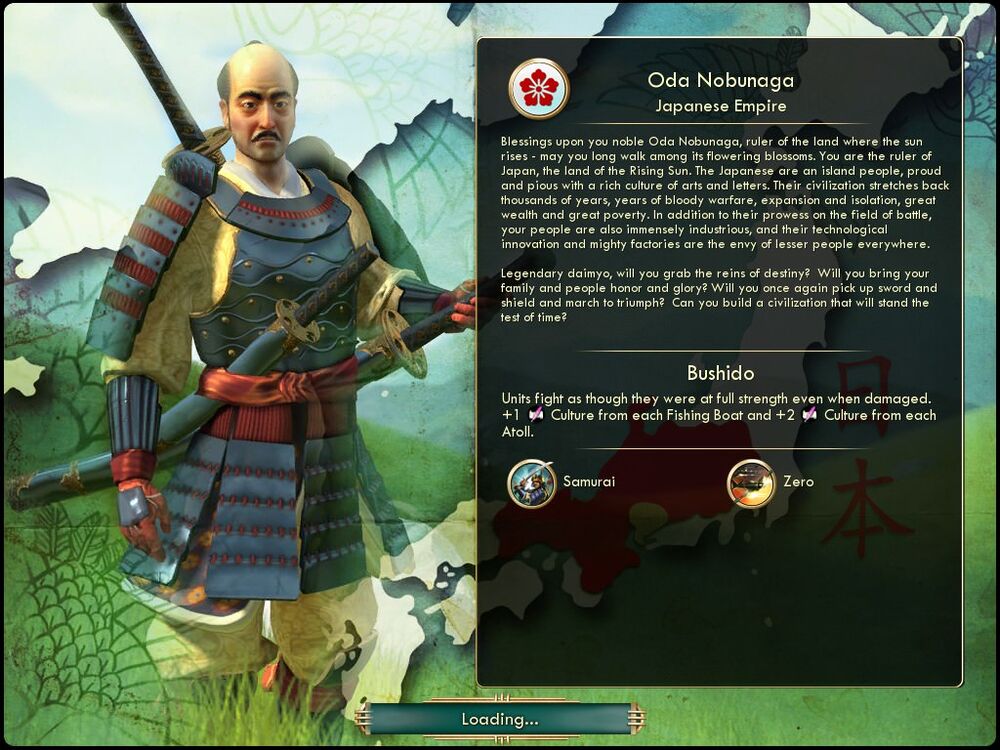 Oda Nobunaga
Japanese Empire
Blessings upon you noble Oda Nobunaga, ruler of the land where the sun
rises - may you long walk among its flowering blossoms. You are the ruler of
Japan, the land of the Rising Sun. The Japanese are an island people, proud
and pious with a rich culture of arts and letters. Their civilization stretches back
thousands of years, years of bloody warfare, expansion and isolation, great
wealth and great poverty. In addition to their prowess on the field of battle,
your people are also immensely industrious, and their technological
innovation and mighty factories are the envy of lesser people everywhere.
Legendary daimyo, will you grab the reins of destiny? Will you bring your
family and people honor and glory? Will you once again pick up sword and
shield and march to triumph? Can you build a civilization that will stand the
test of time?
Bushido
Units fight as though they were at full strength even when damaged.
+1 Culture from each Fishing Boat and +2 Culture from each
Atoll.
Samurai
Zero
日本
Loading...